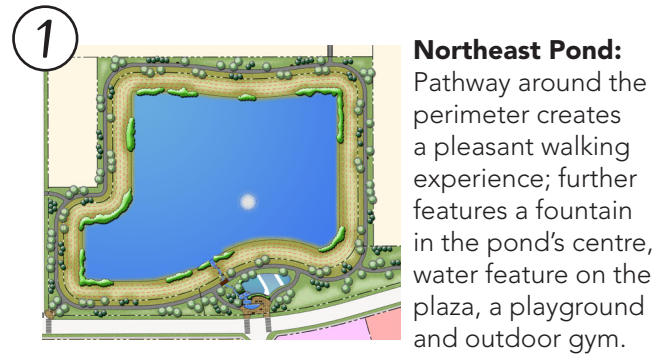 1
Northeast Pond:
Pathway around the
perimeter creates
a pleasant walking
experience; further
features a fountain
in the pond's centre,
water feature on the
plaza, a playground
and outdoor gym.